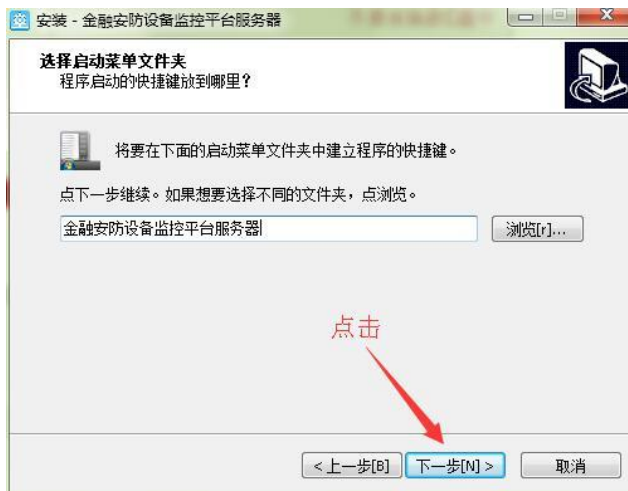 安装 - 金融安防设备监控平台服务器
选择启动菜单文件夹
程序启动的快捷键放到哪里?
将要在下面的启动菜单文件夹中建立程序的快捷键。
点下一步继续。如果想要选择不同的文件夹,点浏览。
金融安防设备监控平台服务器
浏览[r]...
点击
<上一步[B]
下一步[N] >
取消